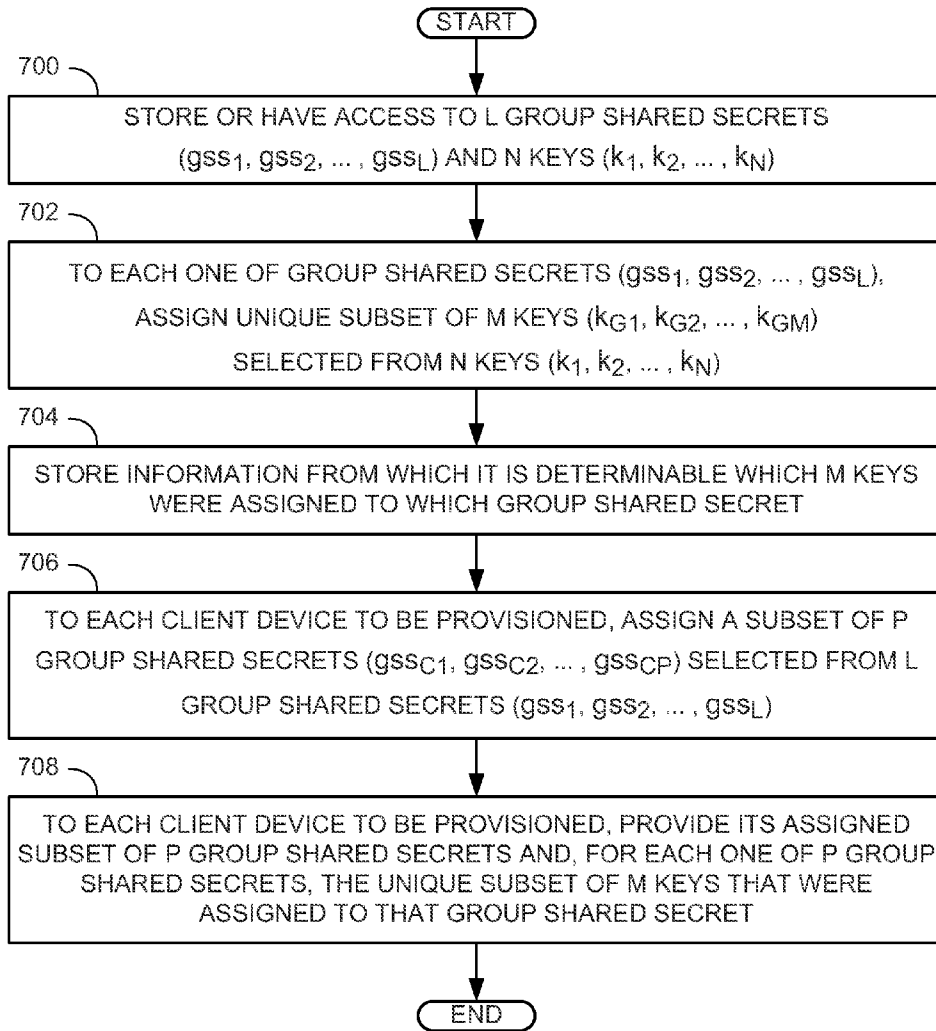 START
700
STORE OR HAVE ACCESS TO L GROUP SHARED SECRETS
(gss1, gss2, ... , gssL) AND N KEYS (k1, k2, ... , kN)
702
TO EACH ONE OF GROUP SHARED SECRETS (gss1, gss2, ... , gssL),
ASSIGN UNIQUE SUBSET OF M KEYS (kG1, kG2, ... , kGM)
SELECTED FROM N KEYS (k1, k2, ... , kN)
704
STORE INFORMATION FROM WHICH IT IS DETERMINABLE WHICH M KEYS
WERE ASSIGNED TO WHICH GROUP SHARED SECRET
706
TO EACH CLIENT DEVICE TO BE PROVISIONED, ASSIGN A SUBSET OF P
GROUP SHARED SECRETS (gssC1, gssC2, ... , gssCP) SELECTED FROM L
GROUP SHARED SECRETS (gss1, gss2, ... , gssL)
708
TO EACH CLIENT DEVICE TO BE PROVISIONED, PROVIDE ITS ASSIGNED
SUBSET OF P GROUP SHARED SECRETS AND, FOR EACH ONE OF P GROUP
SHARED SECRETS, THE UNIQUE SUBSET OF M KEYS THAT WERE
ASSIGNED TO THAT GROUP SHARED SECRET
END